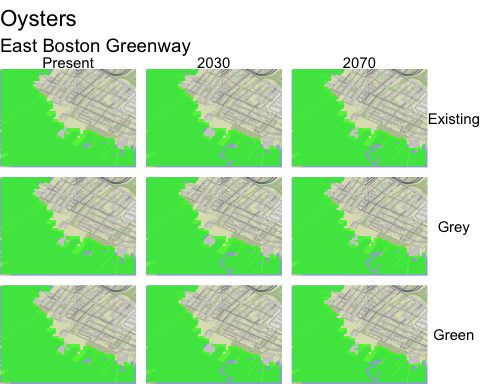 Oysters
East Boston Greenway
Present 2030 2070
Existing
Grey
Green